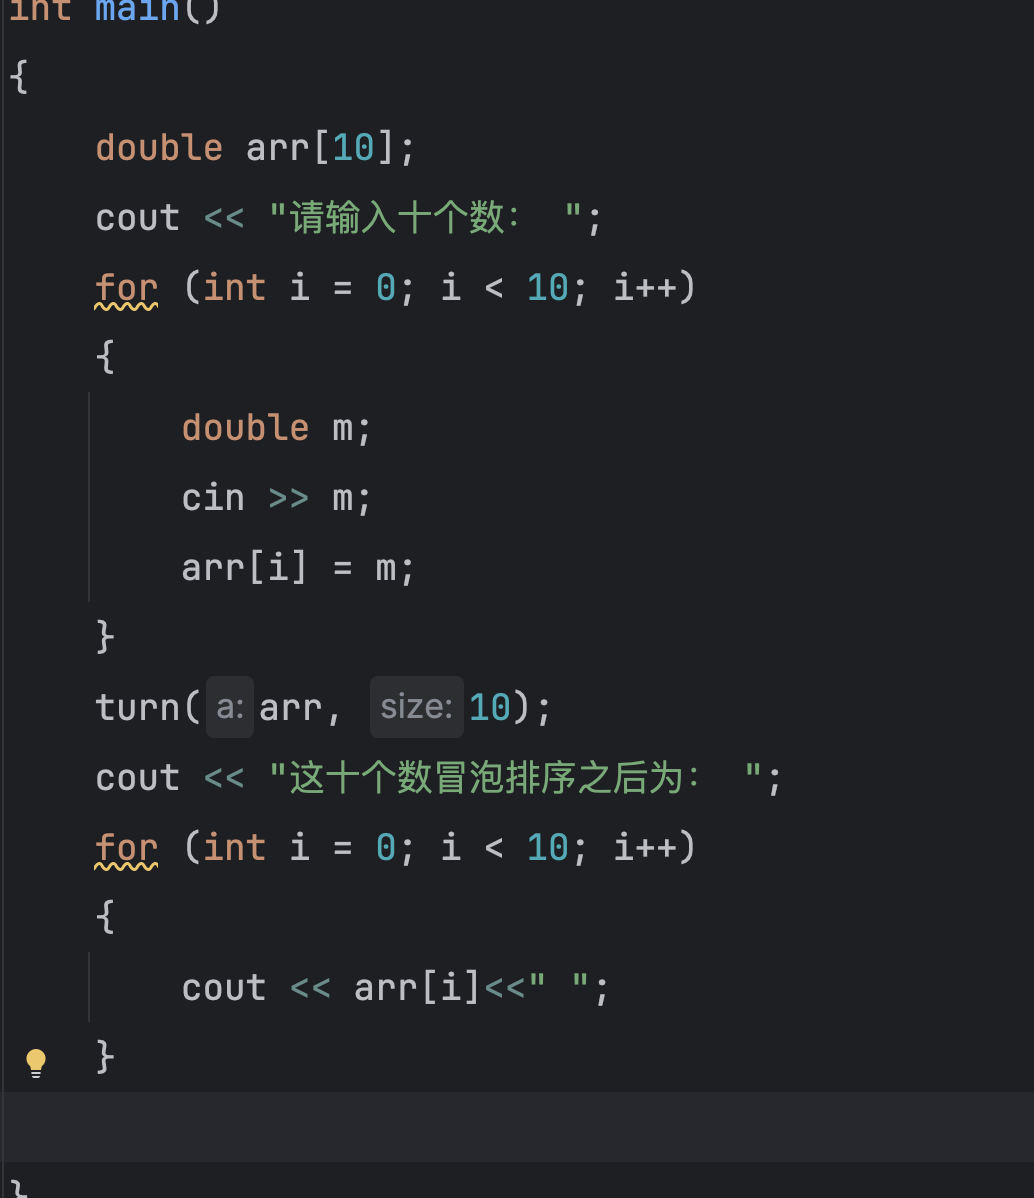 int main()
{
    double arr[10];
    cout << "请输入十个数： ";
    for (int i = 0; i < 10; i++)
    {
        double m;
        cin >> m;
        arr[i] = m;
    }
    turn(a: arr, size: 10);
    cout << "这十个数冒泡排序之后为： ";
    for (int i = 0; i < 10; i++)
    {
        cout << arr[i]<<" ";
    }
}